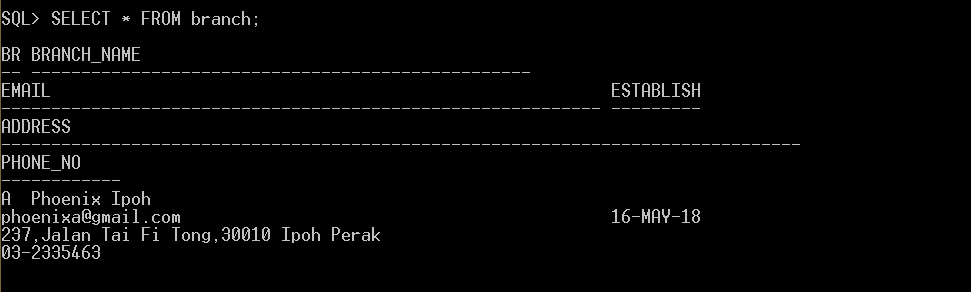 SQL> SELECT * FROM branch;
BR BRANCH_NAME
-- --------------------------------------------------
EMAIL                                                        ESTABLISH
------------------------------------------------------------ ---------
ADDRESS
--------------------------------------------------------------------------------
PHONE_NO
------------
A  Phoenix Ipoh
phoenixa@gmail.com                                           16-MAY-18
237,Jalan Tai Fi Tong,30010 Ipoh Perak
03-2335463